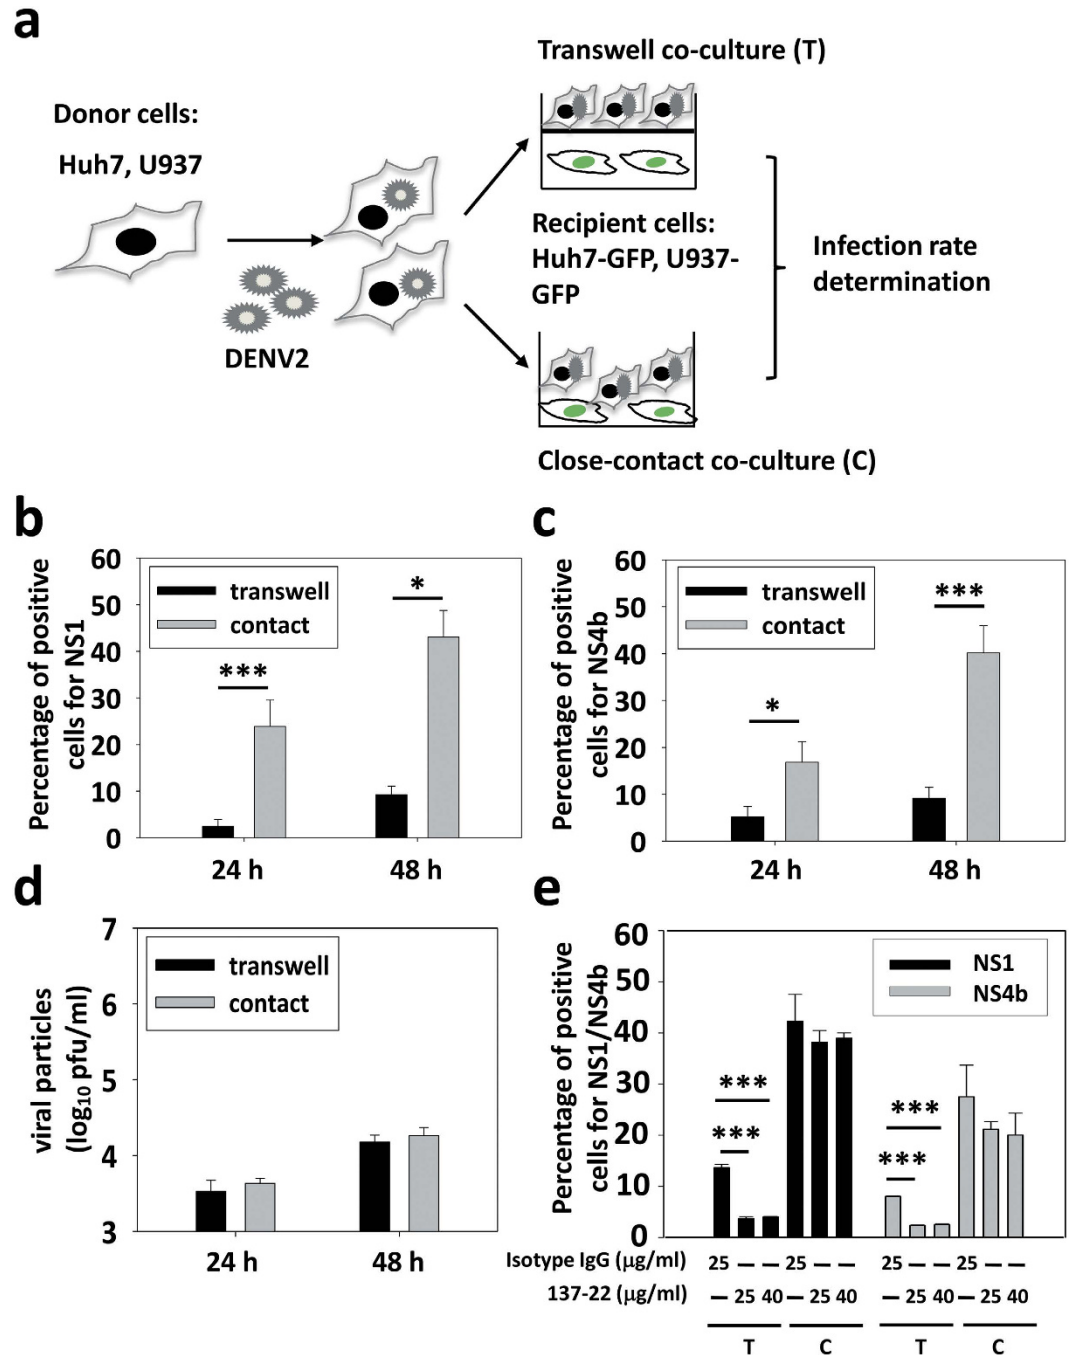 a
Transwell co-culture (T)
Donor cells:
Huh7, U937
Recipient cells:
Huh7-GFP, U937-
GFP
Infection rate
determination
DENV2
Close-contact co-culture (C)
b
Percentage of positive
cells for NS1
60
50
40
30
20
10
0
transwell
contact
***
*
24 h
48 h
c
Percentage of positive
cells for NS4b
60
50
40
30
20
10
0
transwell
contact
*
***
24 h
48 h
d
viral particles
(log10 pfu/ml)
7
6
5
4
3
transwell
contact
24 h
48 h
e
Percentage of positive
cells for NS1/NS4b
60
50
40
30
20
10
0
NS1
NS4b
***
***
***
***
Isotype IgG (μg/ml) 25 — — 25 — — 25 — — 25 — —
137-22 (μg/ml) — 25 40 — 25 40 — 25 40 — 25 40
T C T C